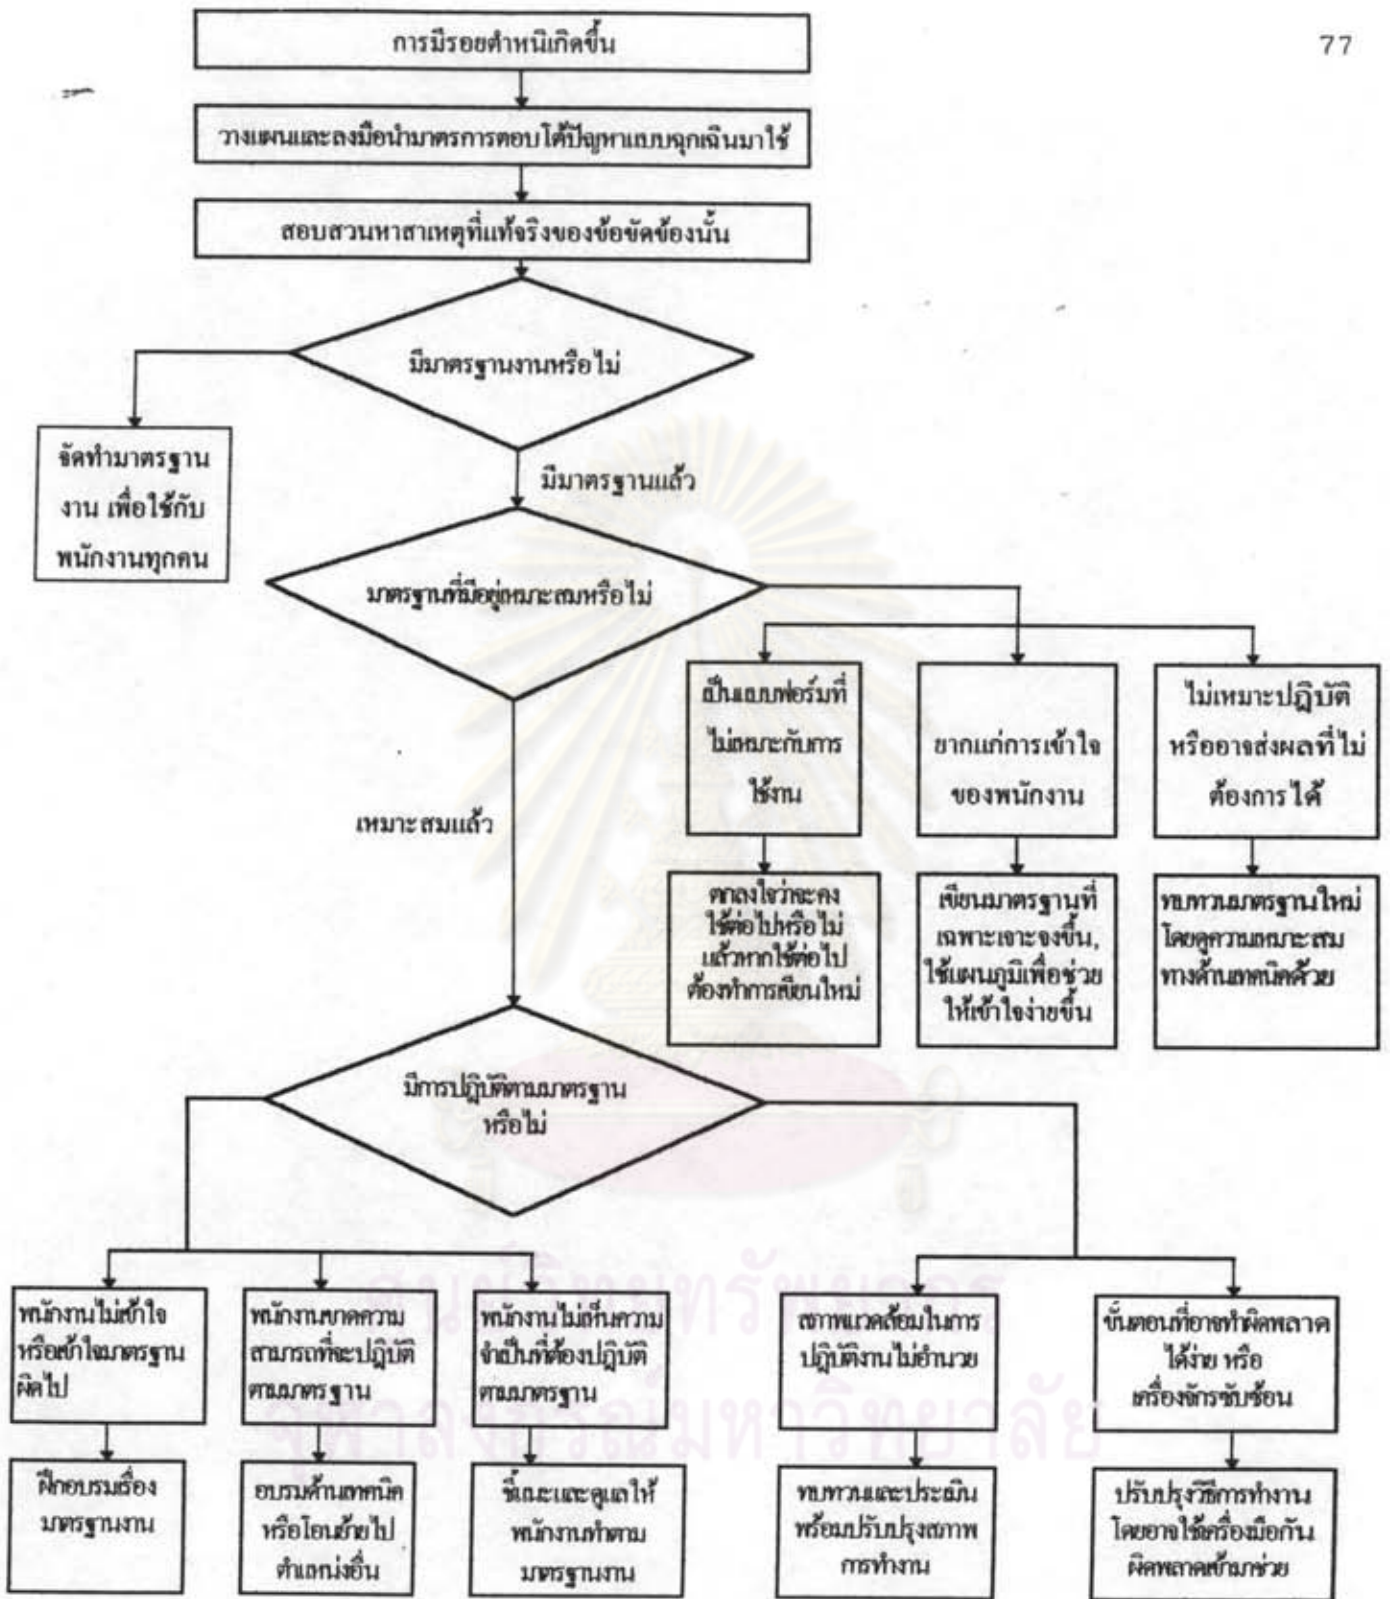 77
การมีรอยตำหนิเกิดขึ้น
วางแผนและลงมือนำมาตรการตอบโต้ปัญหาแบบฉุกเฉินมาใช้
สอบสวนหาสาเหตุที่แท้จริงของข้อขัดข้องนั้น
มีมาตรฐานงานหรือไม่
จัดทำมาตรฐาน
งาน เพื่อใช้กับ
พนักงานทุกคน
มีมาตรฐานแล้ว
มาตรฐานที่มีอยู่เหมาะสมหรือไม่
เป็นแบบฟอร์มที่
ไม่เหมาะกับการ
ใช้งาน
ยากแก่การเข้าใจ
ของพนักงาน
ไม่เหมาะปฏิบัติ
หรืออาจส่งผลที่ไม่
ต้องการได้
เหมาะสมแล้ว
ตกลงใจว่าจะคง
ใช้ต่อไปหรือไม่
แล้วหากใช้ต่อไป
ต้องทำการเขียนใหม่
เขียนมาตรฐานที่
เฉพาะเจาะจงขึ้น,
ใช้แผนภูมิเพื่อช่วย
ให้เข้าใจง่ายขึ้น
ทบทวนมาตรฐานใหม่
โดยดูความเหมาะสม
ทางด้านเทคนิคด้วย
มีการปฏิบัติตามมาตรฐาน
หรือไม่
พนักงานไม่เข้าใจ
หรือเข้าใจมาตรฐาน
ผิดไป
พนักงานขาดความ
สามารถที่จะปฏิบัติ
ตามมาตรฐาน
พนักงานไม่เห็นความ
จำเป็นที่ต้องปฏิบัติ
ตามมาตรฐาน
สภาพแวดล้อมในการ
ปฏิบัติงานไม่อำนวย
ขั้นตอนที่อาจทำผิดพลาด
ได้ง่าย หรือ
เครื่องจักรซับซ้อน
ฝึกอบรมเรื่อง
มาตรฐานงาน
อบรมด้านเทคนิค
หรือโอนย้ายไป
ตำแหน่งอื่น
ชี้แนะและดูแลให้
พนักงานทำตาม
มาตรฐานงาน
ทบทวนและประเมิน
พร้อมปรับปรุงสภาพ
การทำงาน
ปรับปรุงวิธีการทำงาน
โดยอาจใช้เครื่องมือกัน
ผิดพลาดเข้ามาช่วย
ศูนย์วิทยทรัพยากร
จุฬาลงกรณ์มหาวิทยาลัย